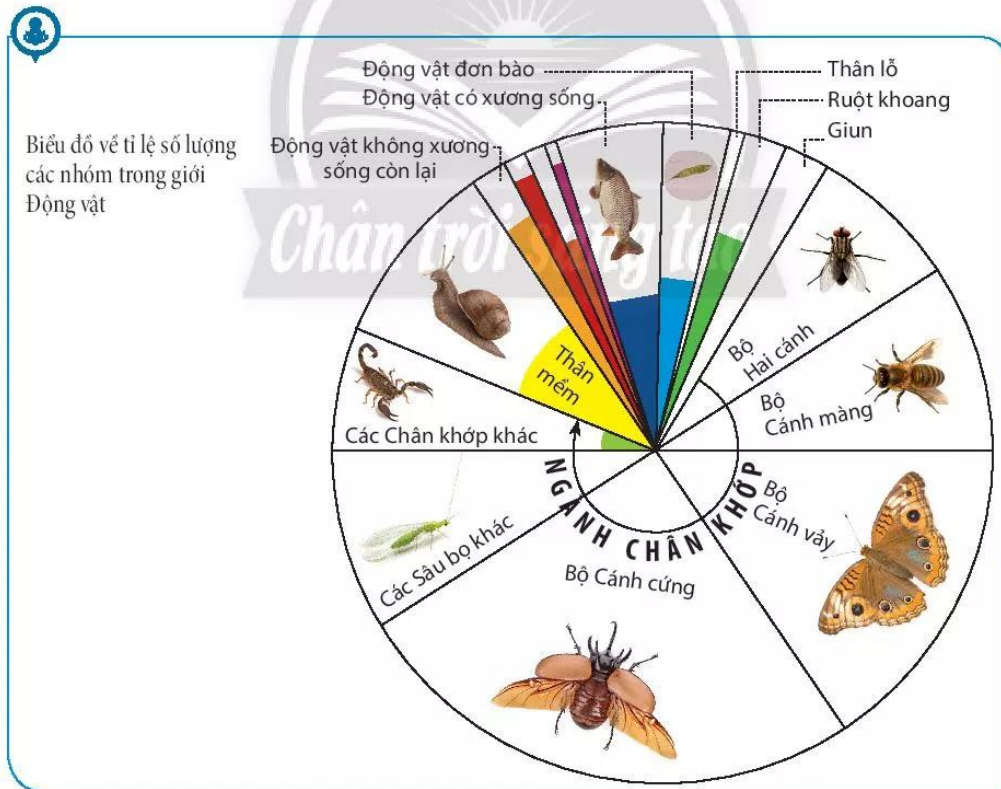 Biểu đồ về tỉ lệ số lượng
các nhóm trong giới
Động vật
Động vật đơn bào
Động vật có xương sống
Động vật không xương
sống còn lại
Thân lỗ
Ruột khoang
Giun
Chân trời sáng tạo
Bộ
Hai cánh
Bộ
Cánh màng
Bộ
Cánh vảy
Bộ Cánh cứng
Các Sâu bọ khác
Các Chân khớp khác
Thân
mềm
NGÀNH CHÂN KHỚP